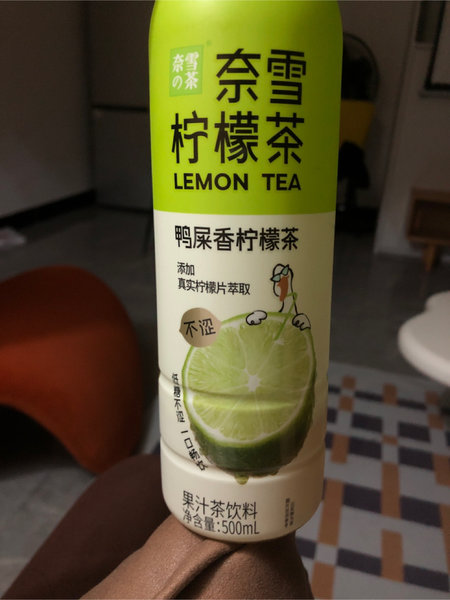 奈雪
の茶
奈雪
柠檬茶
LEMON TEA
鸭屎香柠檬茶
添加
真实柠檬片萃取
不涩
低糖不涩 一口
果汁茶饮料
净含量:500mL